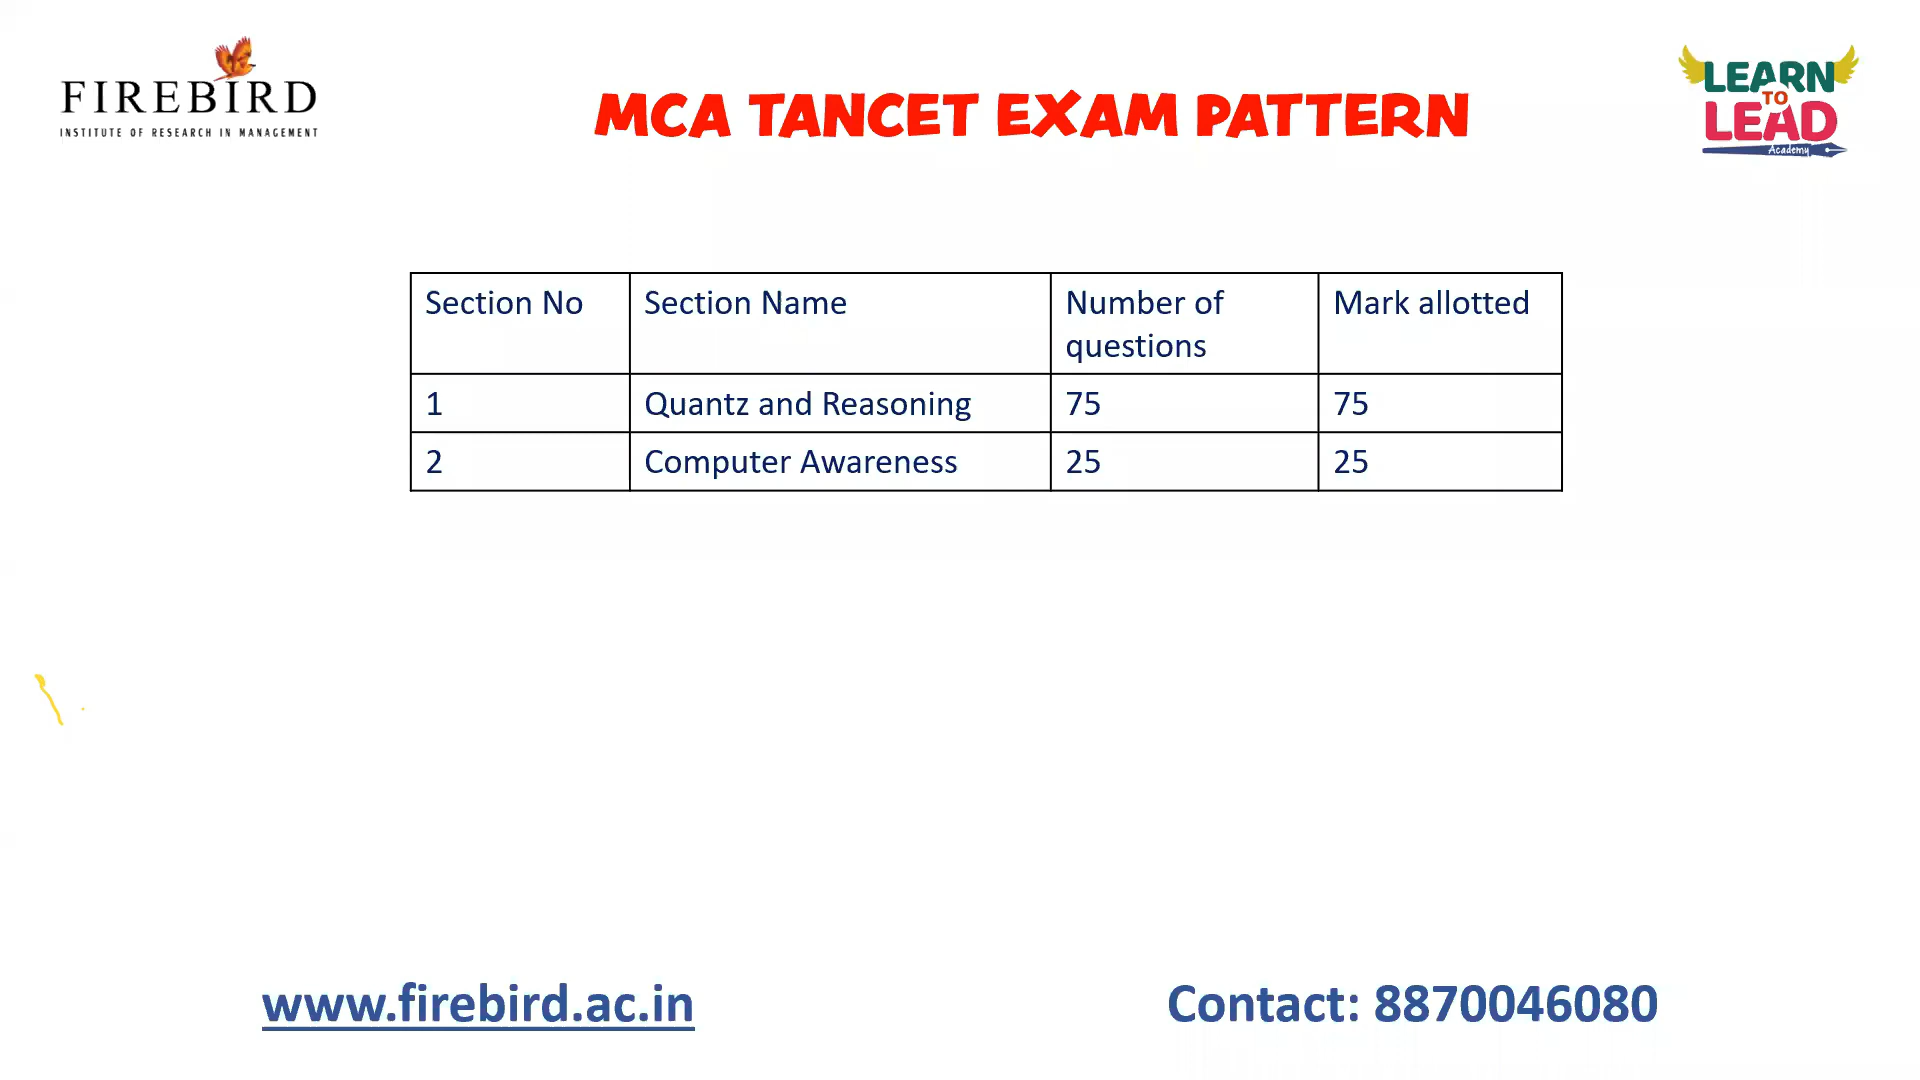 FIREBIRD
INSTITUTE OF RESEARCH IN MANAGEMENT
MCA TANCET EXAM PATTERN
LEARN
TO
LEAD
Academy
Section No Section Name Number of questions Mark allotted
1 Quantz and Reasoning 75 75
2 Computer Awareness 25 25
www.firebird.ac.in Contact: 8870046080